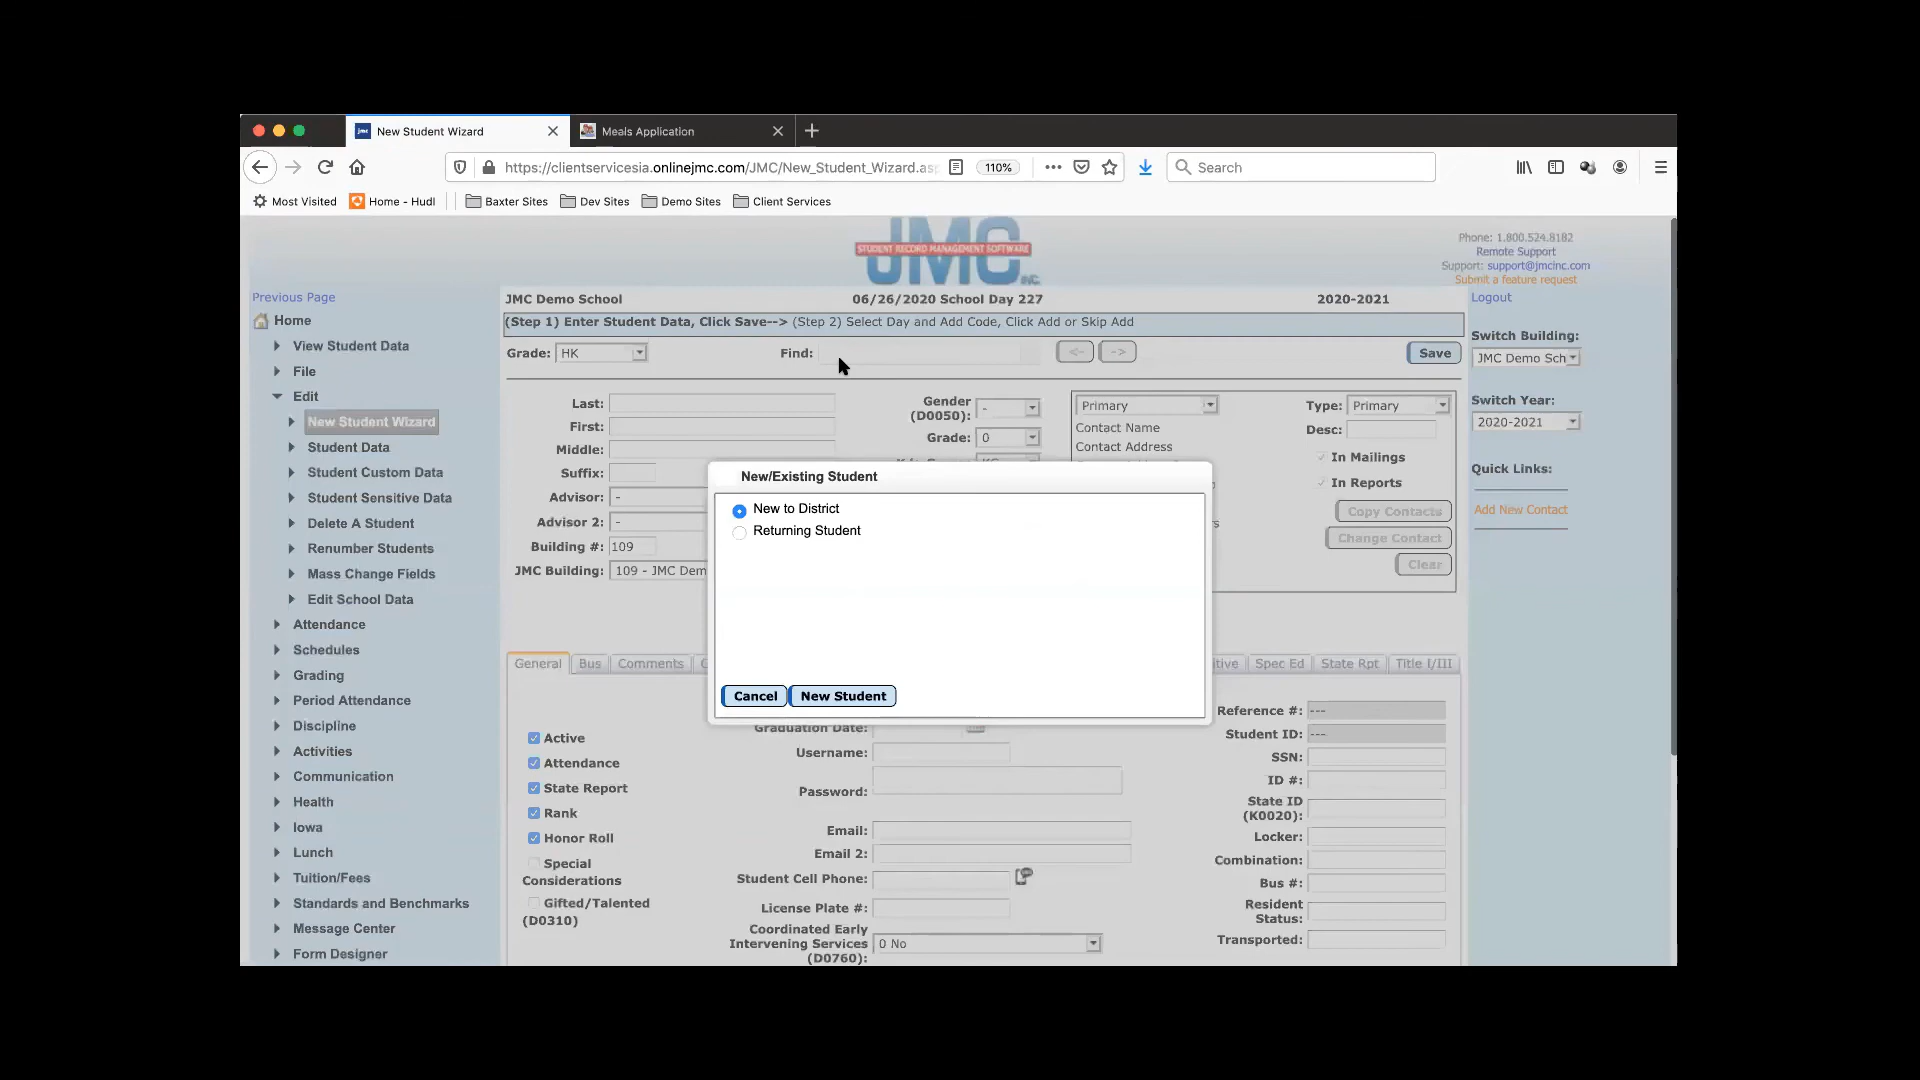 New Student Wizard
Meals Application
https://clientservicesia.onlinejmc.com/JMC/New_Student_Wizard.as
110%
Search
Most Visited
Home - Hudl
Baxter Sites
Dev Sites
Demo Sites
Client Services
JMC
STUDENT RECORD MANAGEMENT SOFTWARE
INC.
Phone: 1.800.524.8182
Remote Support
Support: support@jmcinc.com
Submit a feature request
Previous Page
JMC Demo School
06/26/2020 School Day 227
2020-2021
Logout
(Step 1) Enter Student Data, Click Save--> (Step 2) Select Day and Add Code, Click Add or Skip Add
Grade: HK
Find:
<-
->
Save
Home
View Student Data
File
Edit
New Student Wizard
Student Data
Student Custom Data
Student Sensitive Data
Delete A Student
Renumber Students
Mass Change Fields
Edit School Data
Attendance
Schedules
Grading
Period Attendance
Discipline
Activities
Communication
Health
Iowa
Lunch
Tuition/Fees
Standards and Benchmarks
Message Center
Form Designer
Last:
First:
Middle:
Suffix:
Advisor: -
Advisor 2: -
Building #: 109
JMC Building: 109 - JMC Dem
Gender
(D0050): -
Grade: 0
Primary
Contact Name
Contact Address
Type: Primary
Desc:
In Mailings
In Reports
Copy Contacts
Change Contact
Clear
Switch Building:
JMC Demo Sch
Switch Year:
2020-2021
Quick Links:
Add New Contact
New/Existing Student
New to District
Returning Student
Cancel
New Student
General
Bus
Comments
Spec Ed
State Rpt
Title I/III
Active
Attendance
State Report
Rank
Honor Roll
Special
Considerations
Gifted/Talented
(D0310)
Graduation Date:
Username:
Password:
Email:
Email 2:
Student Cell Phone:
License Plate #:
Coordinated Early
Intervening Services
(D0760):
0 No
Reference #: ---
Student ID: ---
SSN:
ID #:
State ID
(K0020):
Locker:
Combination:
Bus #:
Resident
Status:
Transported: